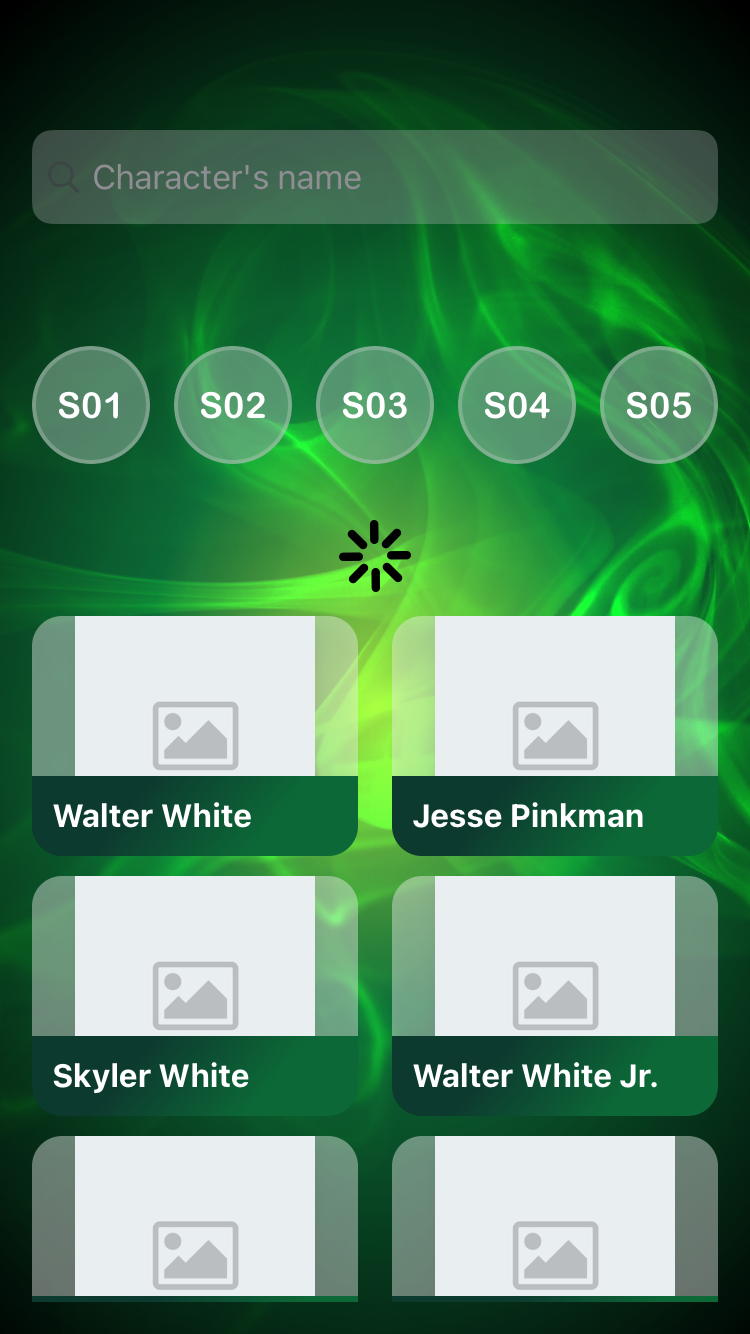 Character's name
S01 S02 S03 S04 S05
Walter White
Jesse Pinkman
Skyler White
Walter White Jr.